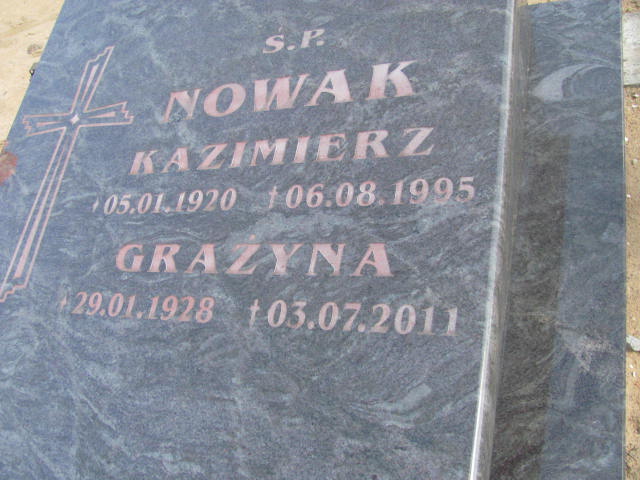 Ś.P.
NOWAK
KAZIMIERZ
*05.01.1920 †06.08.1995
GRAŻYNA
*29.01.1928 †03.07.2011